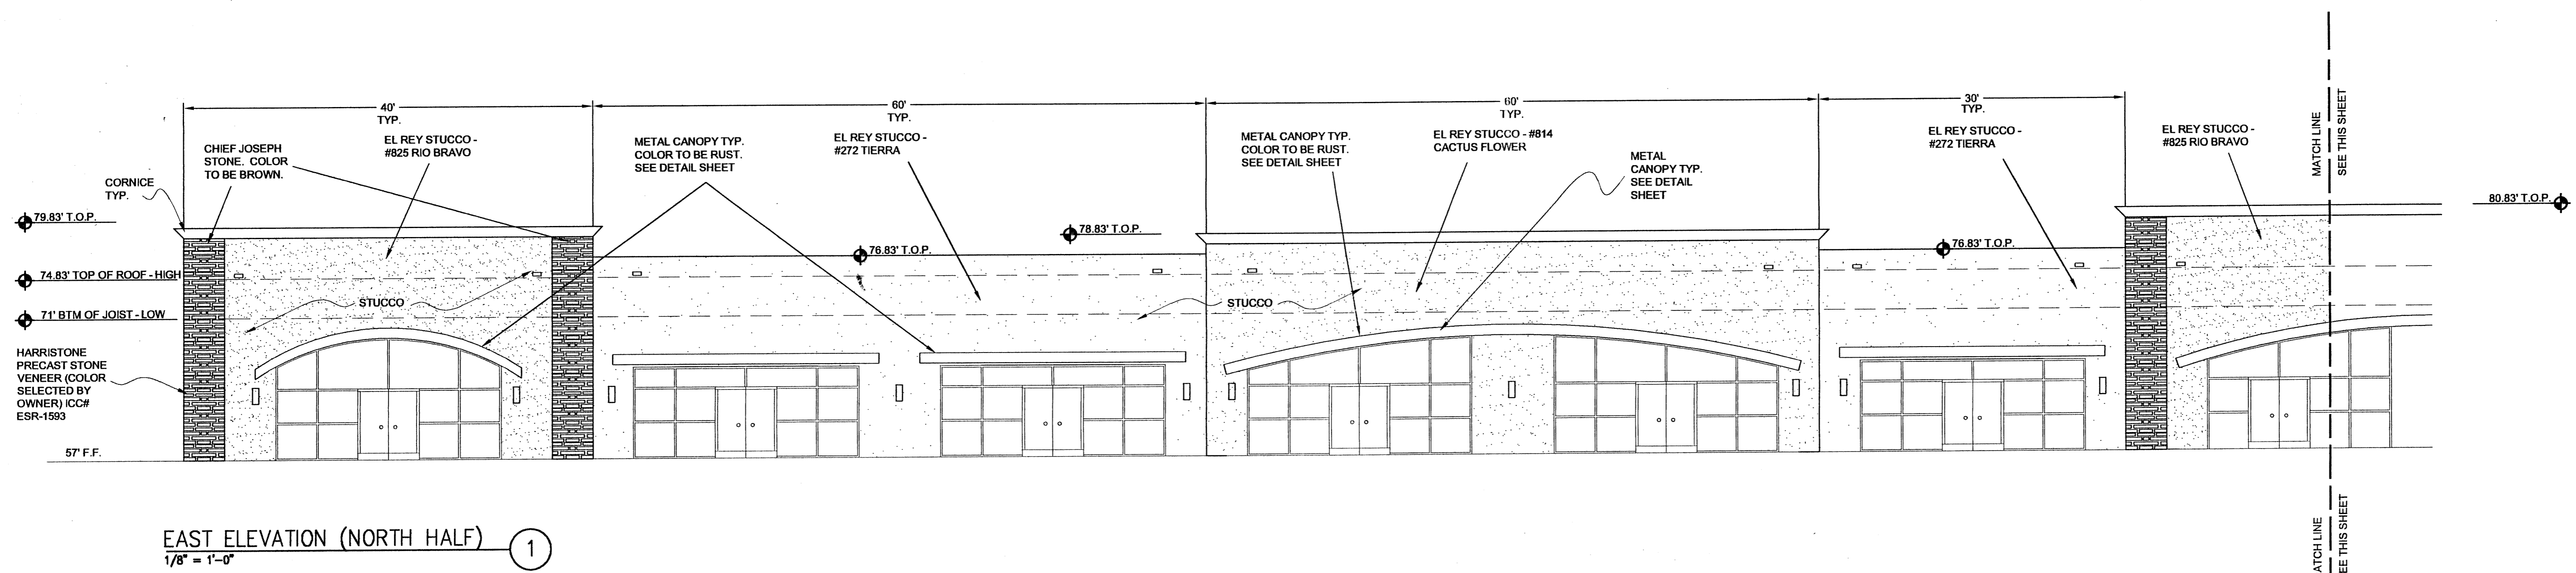 40'
TYP.
60'
TYP.
60'
TYP.
30'
TYP.
MATCH LINE
SEE THIS SHEET
CHIEF JOSEPH
STONE. COLOR
TO BE BROWN.
EL REY STUCCO -
#825 RIO BRAVO
METAL CANOPY TYP.
COLOR TO BE RUST.
SEE DETAIL SHEET
EL REY STUCCO -
#272 TIERRA
METAL CANOPY TYP.
COLOR TO BE RUST.
SEE DETAIL SHEET
EL REY STUCCO - #814
CACTUS FLOWER
METAL
CANOPY TYP.
SEE DETAIL
SHEET
EL REY STUCCO -
#272 TIERRA
EL REY STUCCO -
#825 RIO BRAVO
CORNICE
TYP.
79.83' T.O.P.
78.83' T.O.P.
76.83' T.O.P.
76.83' T.O.P.
80.83' T.O.P.
74.83' TOP OF ROOF - HIGH
STUCCO
STUCCO
71' BTM OF JOIST - LOW
HARRISTONE
PRECAST STONE
VENEER (COLOR
SELECTED BY
OWNER) ICC#
ESR-1593
57' F.F.
EAST ELEVATION (NORTH HALF)
1
1/8" = 1'-0"
ATCH LINE
EE THIS SHEET